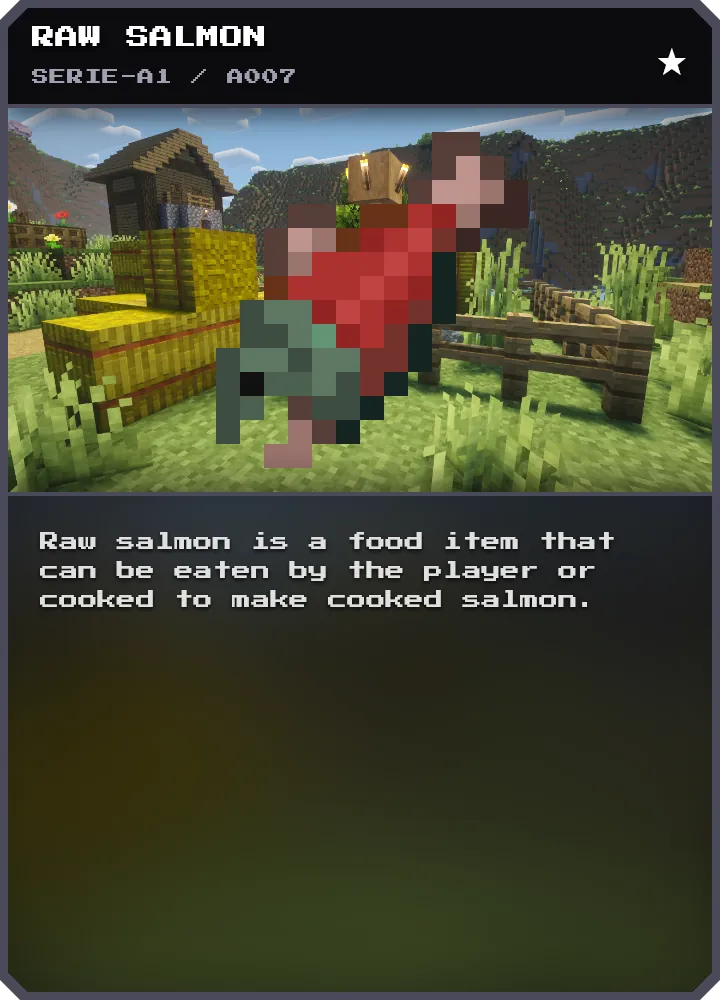 RAW SALMON
SERIE-A1 / A007
Raw salmon is a food item that
can be eaten by the player or
cooked to make cooked salmon.